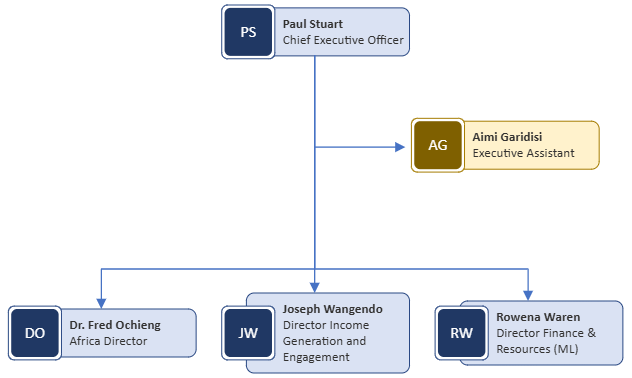 PS
Paul Stuart
Chief Executive Officer
AG
Aimi Garidisi
Executive Assistant
DO
Dr. Fred Ochieng
Africa Director
JW
Joseph Wangendo
Director Income
Generation and
Engagement
RW
Rowena Waren
Director Finance &
Resources (ML)